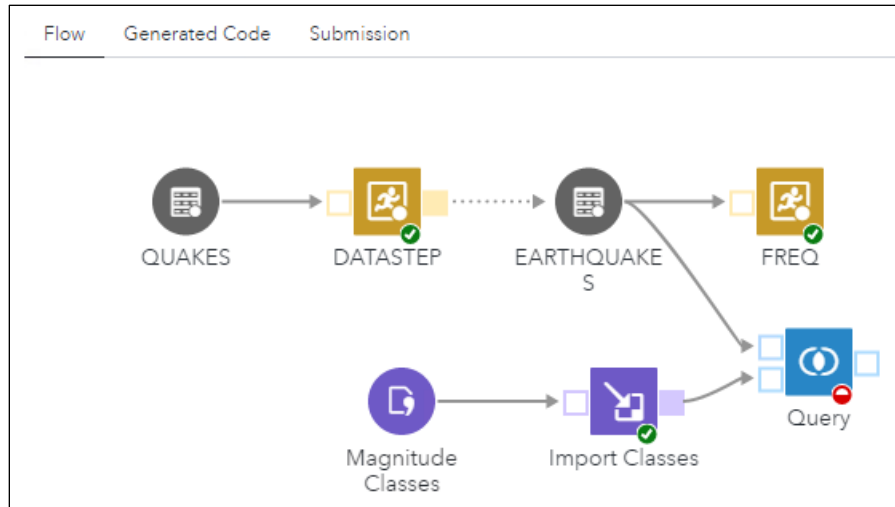 Flow Generated Code Submission
QUAKES DATASTEP EARTHQUAKE FREQ
S
Query
Magnitude Import Classes
Classes